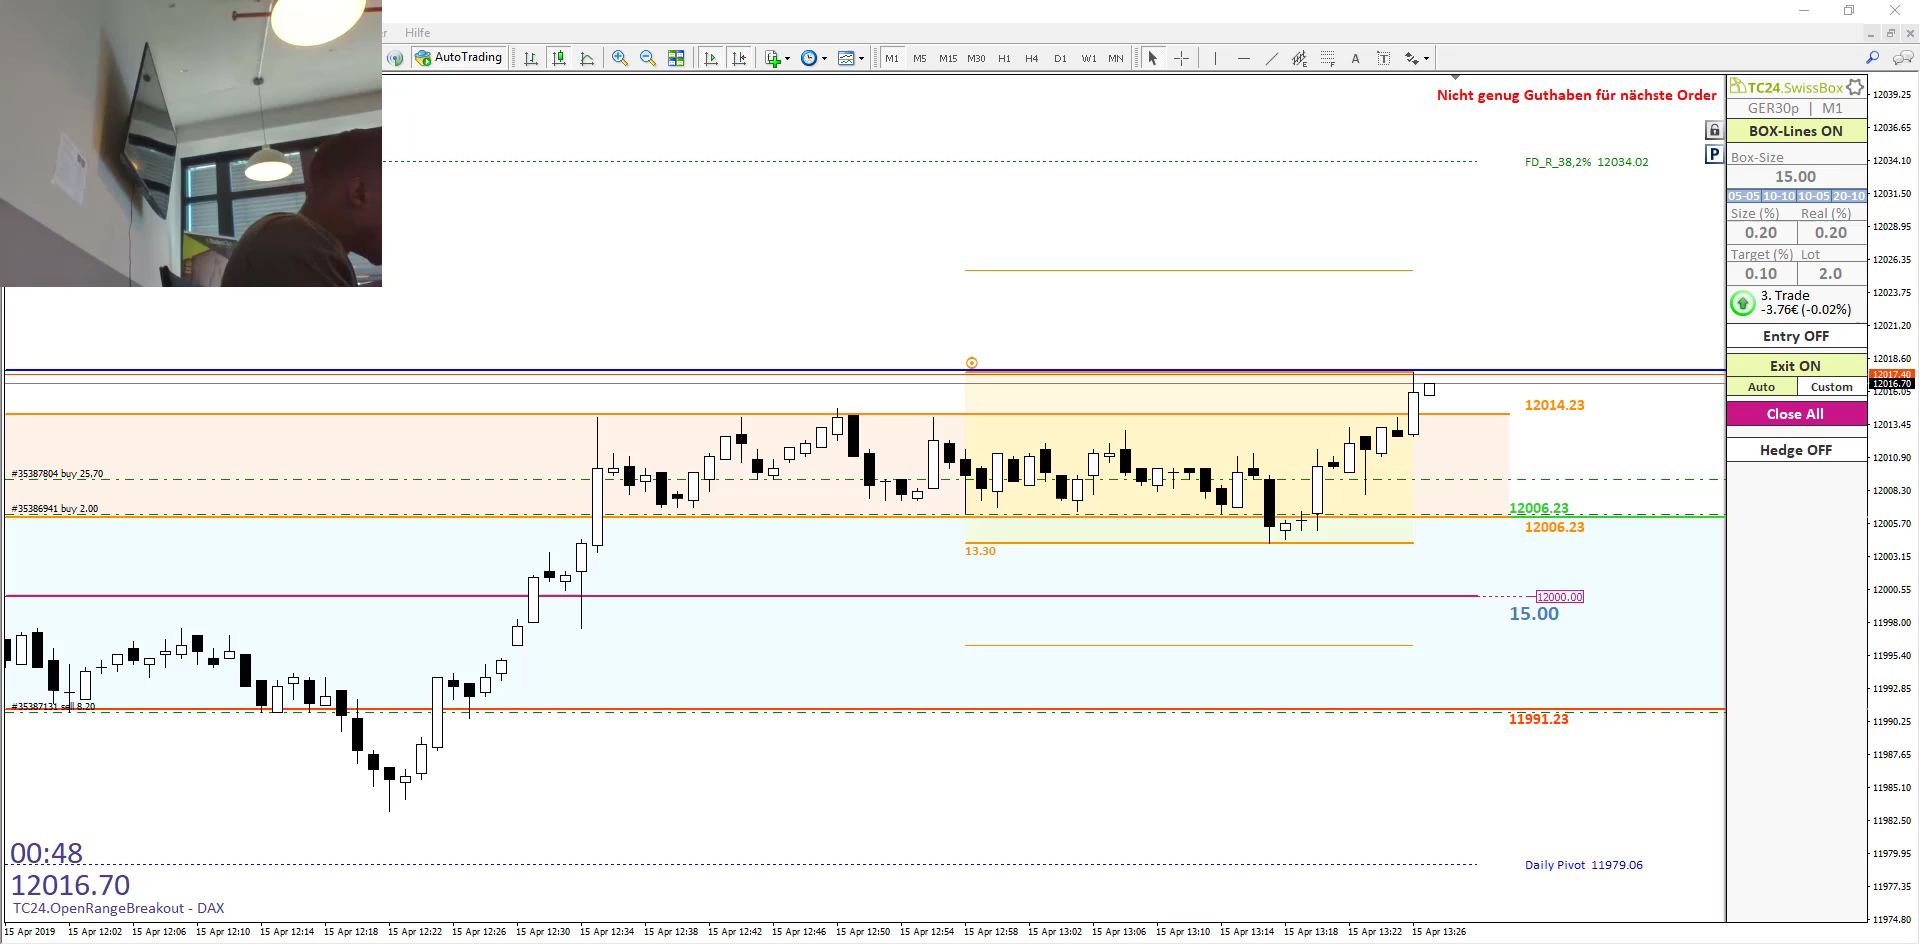 Hilfe
AutoTrading
M1 M5 M15 M30 H1 H4 D1 W1 MN
A T
Nicht genug Guthaben für nächste Order
FD_R_38,2% 12034.02
12014.23
#35387804 buy 25.70
#35386941 buy 2.00
12006.23
12006.23
13.30
12000.00
15.00
#35387131 sell 8.20
11991.23
00:48
Daily Pivot 11979.06
12016.70
TC24.OpenRangeBreakout - DAX
15 Apr 2019 15 Apr 12:02 15 Apr 12:06 15 Apr 12:10 15 Apr 12:14 15 Apr 12:18 15 Apr 12:22 15 Apr 12:26 15 Apr 12:30 15 Apr 12:34 15 Apr 12:38 15 Apr 12:42 15 Apr 12:46 15 Apr 12:50 15 Apr 12:54 15 Apr 12:58 15 Apr 13:02 15 Apr 13:06 15 Apr 13:10 15 Apr 13:14 15 Apr 13:18 15 Apr 13:22 15 Apr 13:26
P
TC24.SwissBox
GER30p | M1
BOX-Lines ON
Box-Size
15.00
05-05 10-10 10-05 20-10
Size (%) Real (%)
0.20 0.20
Target (%) Lot
0.10 2.0
3. Trade
-3.76€ (-0.02%)
Entry OFF
Exit ON
Auto Custom
Close All
Hedge OFF
12039.25
12036.65
12034.10
12031.50
12028.95
12026.35
12023.75
12021.20
12018.60
12017.40
12016.70
12016.05
12013.45
12010.90
12008.30
12005.70
12003.15
12000.55
11998.00
11995.40
11992.85
11990.25
11987.65
11985.10
11982.50
11979.95
11977.35
11974.80